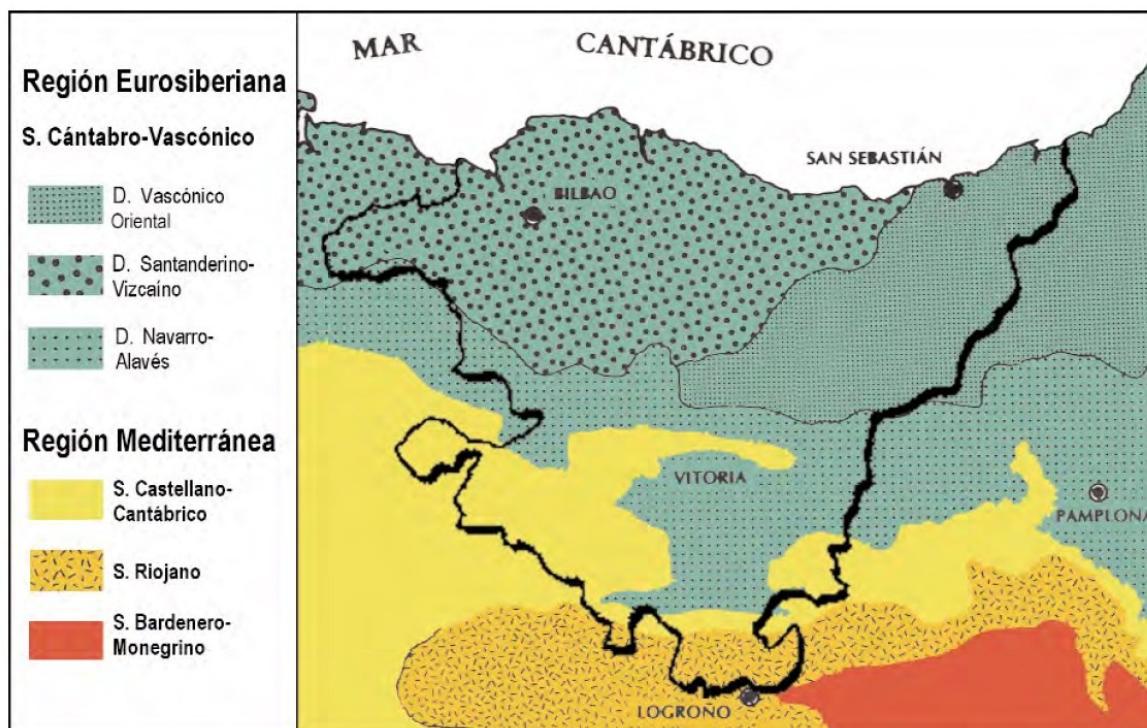 Región Eurosiberiana
S. Cántabro-Vascónico
D. Vascónico
Oriental
D. Santanderino-
Vizcaíno
D. Navarro-
Alavés
Región Mediterránea
S. Castellano-
Cantábrico
S. Riojano
S. Bardenero-
Monegrino
MAR CANTÁBRICO
SAN SEBASTIÁN
BILBAO
VITORIA
PAMPLONA
LOGROÑO